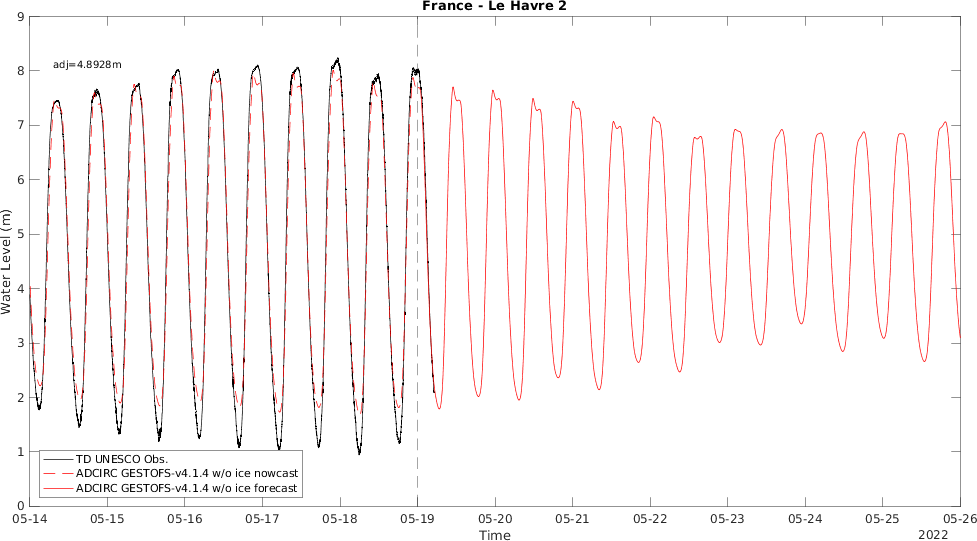 France - Le Havre 2
9
8
7
6
5
4
3
2
1
0
Water Level (m)
adj=4.8928m
TD UNESCO Obs.
ADCIRC GESTOFS-v4.1.4 w/o ice nowcast
ADCIRC GESTOFS-v4.1.4 w/o ice forecast
05-14 05-15 05-16 05-17 05-18 05-19 05-20 05-21 05-22 05-23 05-24 05-25 05-26
Time
2022